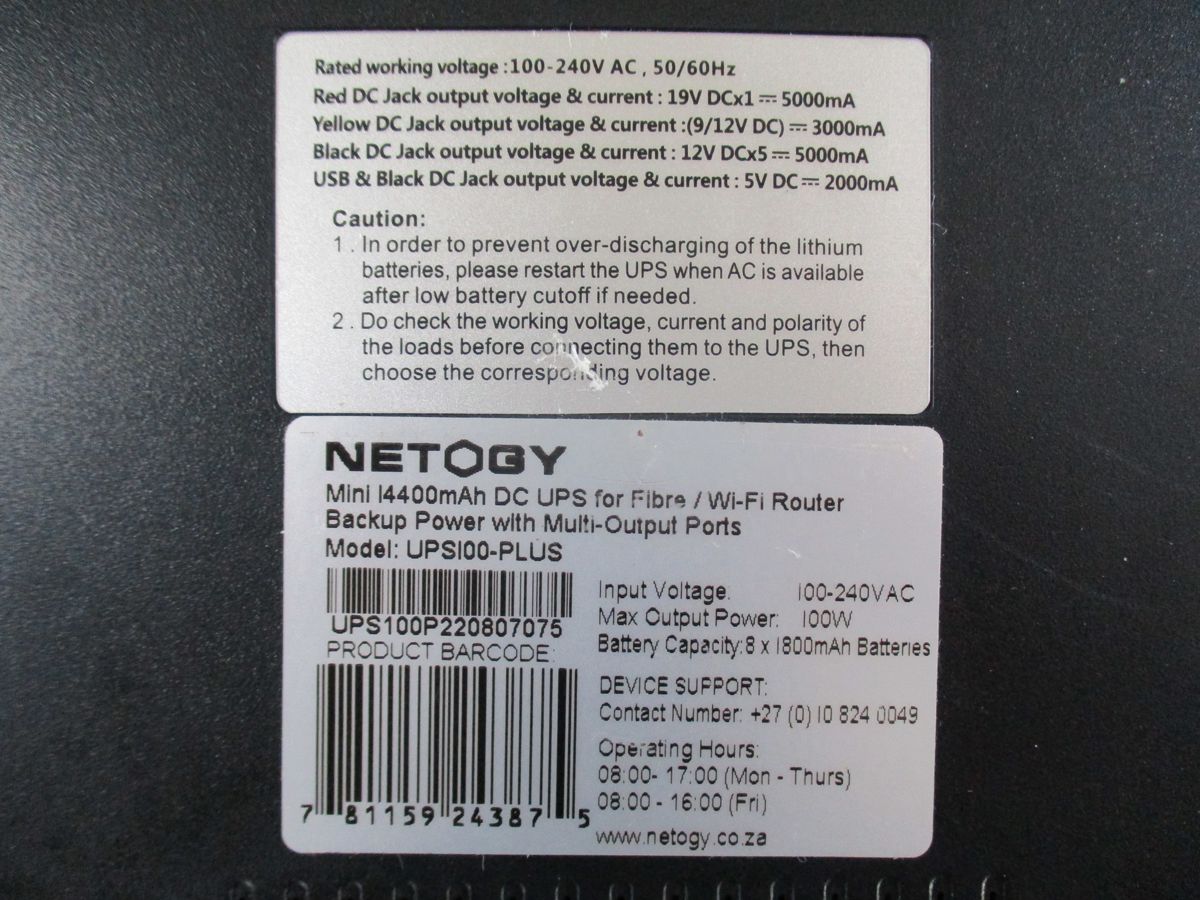 Rated working voltage :100-240V AC , 50/60Hz
Red DC Jack output voltage & current : 19V DCx1 ⎓ 5000mA
Yellow DC Jack output voltage & current :(9/12V DC) ⎓ 3000mA
Black DC Jack output voltage & current : 12V DCx5 ⎓ 5000mA
USB & Black DC Jack output voltage & current : 5V DC ⎓ 2000mA
Caution:
1 . In order to prevent over-discharging of the lithium
batteries, please restart the UPS when AC is available
after low battery cutoff if needed.
2 . Do check the working voltage, current and polarity of
the loads before connecting them to the UPS, then
choose the corresponding voltage.
NETOGY
Mini 14400mAh DC UPS for Fibre / Wi-Fi Router
Backup Power with Multi-Output Ports
Model: UPS100-PLUS
UPS100P220807075
PRODUCT BARCODE:
7 81159 24387 5
Input Voltage: 100-240VAC
Max Output Power: 100W
Battery Capacity:8 x 1800mAh Batteries
DEVICE SUPPORT:
Contact Number: +27 (0) 10 824 0049
Operating Hours:
08:00- 17:00 (Mon - Thurs)
08:00 - 16:00 (Fri)
www.netogy.co.za